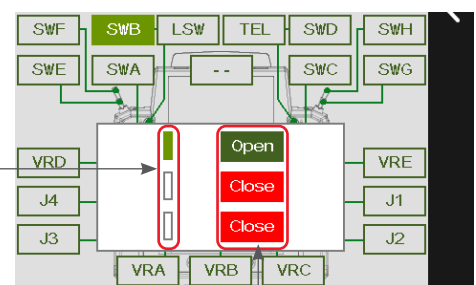 SWF SWB LSW TEL SWD SWH
SWE SWA -- SWC SWG
Open
VRD VRE
Close
J4 J1
Close
J3 J2
VRA VRB VRC